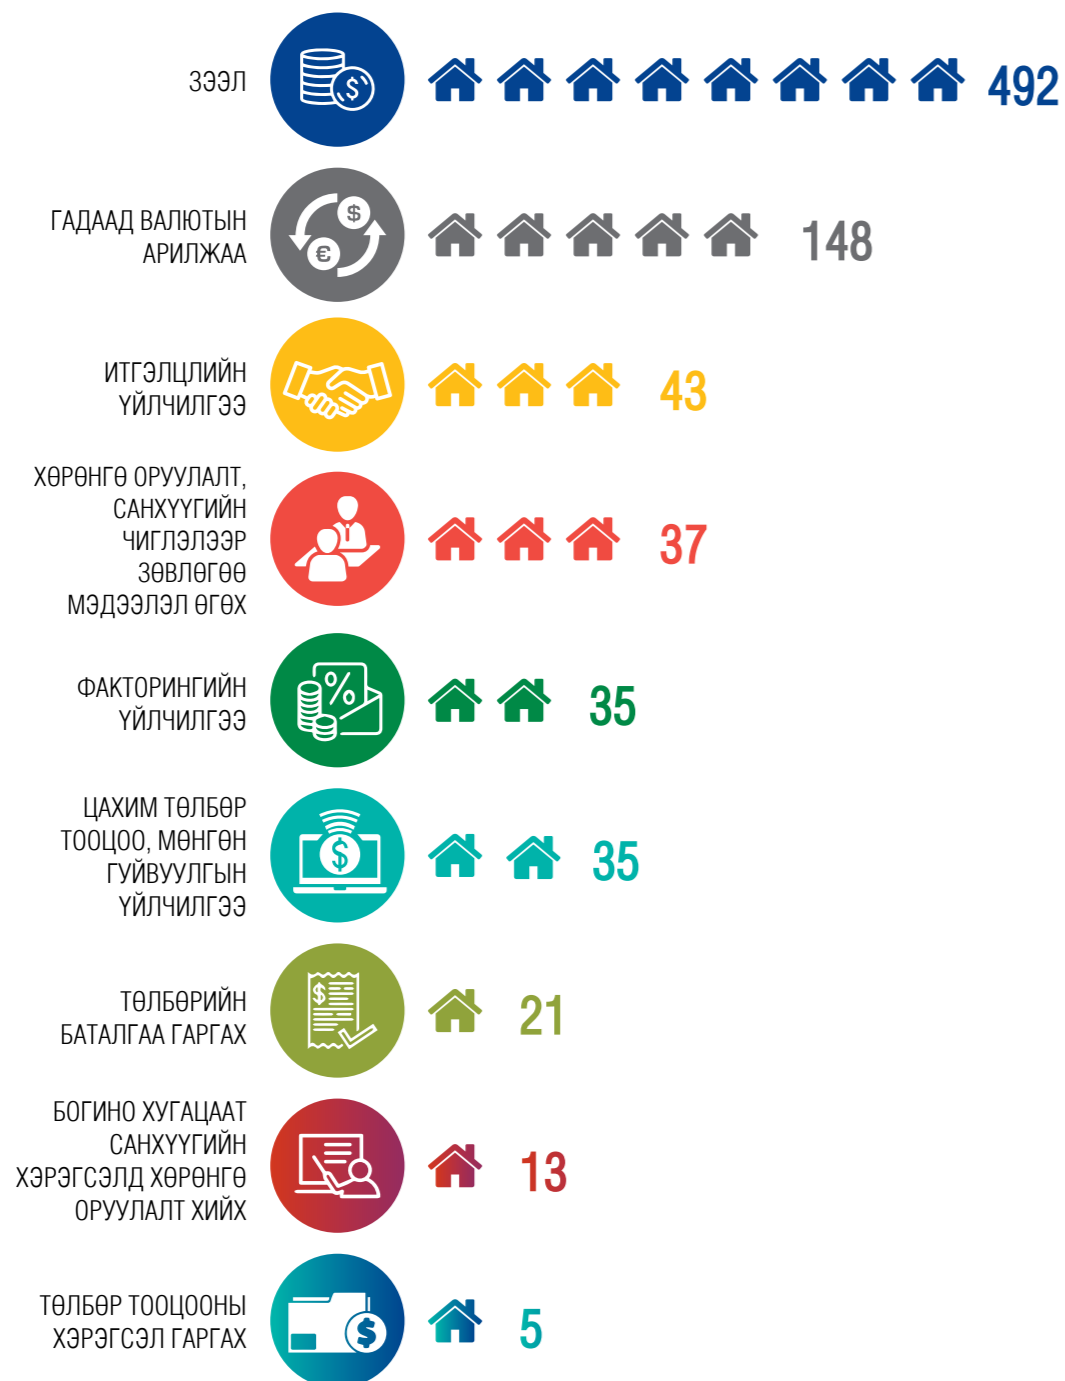 ЗЭЭЛ
492
ГАДААД ВАЛЮТЫН
АРИЛЖАА
148
ИТГЭЛЦЛИЙН
ҮЙЛЧИЛГЭЭ
43
ХӨРӨНГӨ ОРУУЛАЛТ,
САНХҮҮГИЙН
ЧИГЛЭЛЭЭР
ЗӨВЛӨГӨӨ
МЭДЭЭЛЭЛ ӨГӨХ
37
ФАКТОРИНГИЙН
ҮЙЛЧИЛГЭЭ
35
ЦАХИМ ТӨЛБӨР
ТООЦОО, МӨНГӨН
ГУЙВУУЛГЫН
ҮЙЛЧИЛГЭЭ
35
ТӨЛБӨРИЙН
БАТАЛГАА ГАРГАХ
21
БОГИНО ХУГАЦААТ
САНХҮҮГИЙН
ХЭРЭГСЭЛД ХӨРӨНГӨ
ОРУУЛАЛТ ХИЙХ
13
ТӨЛБӨР ТООЦООНЫ
ХЭРЭГСЭЛ ГАРГАХ
5